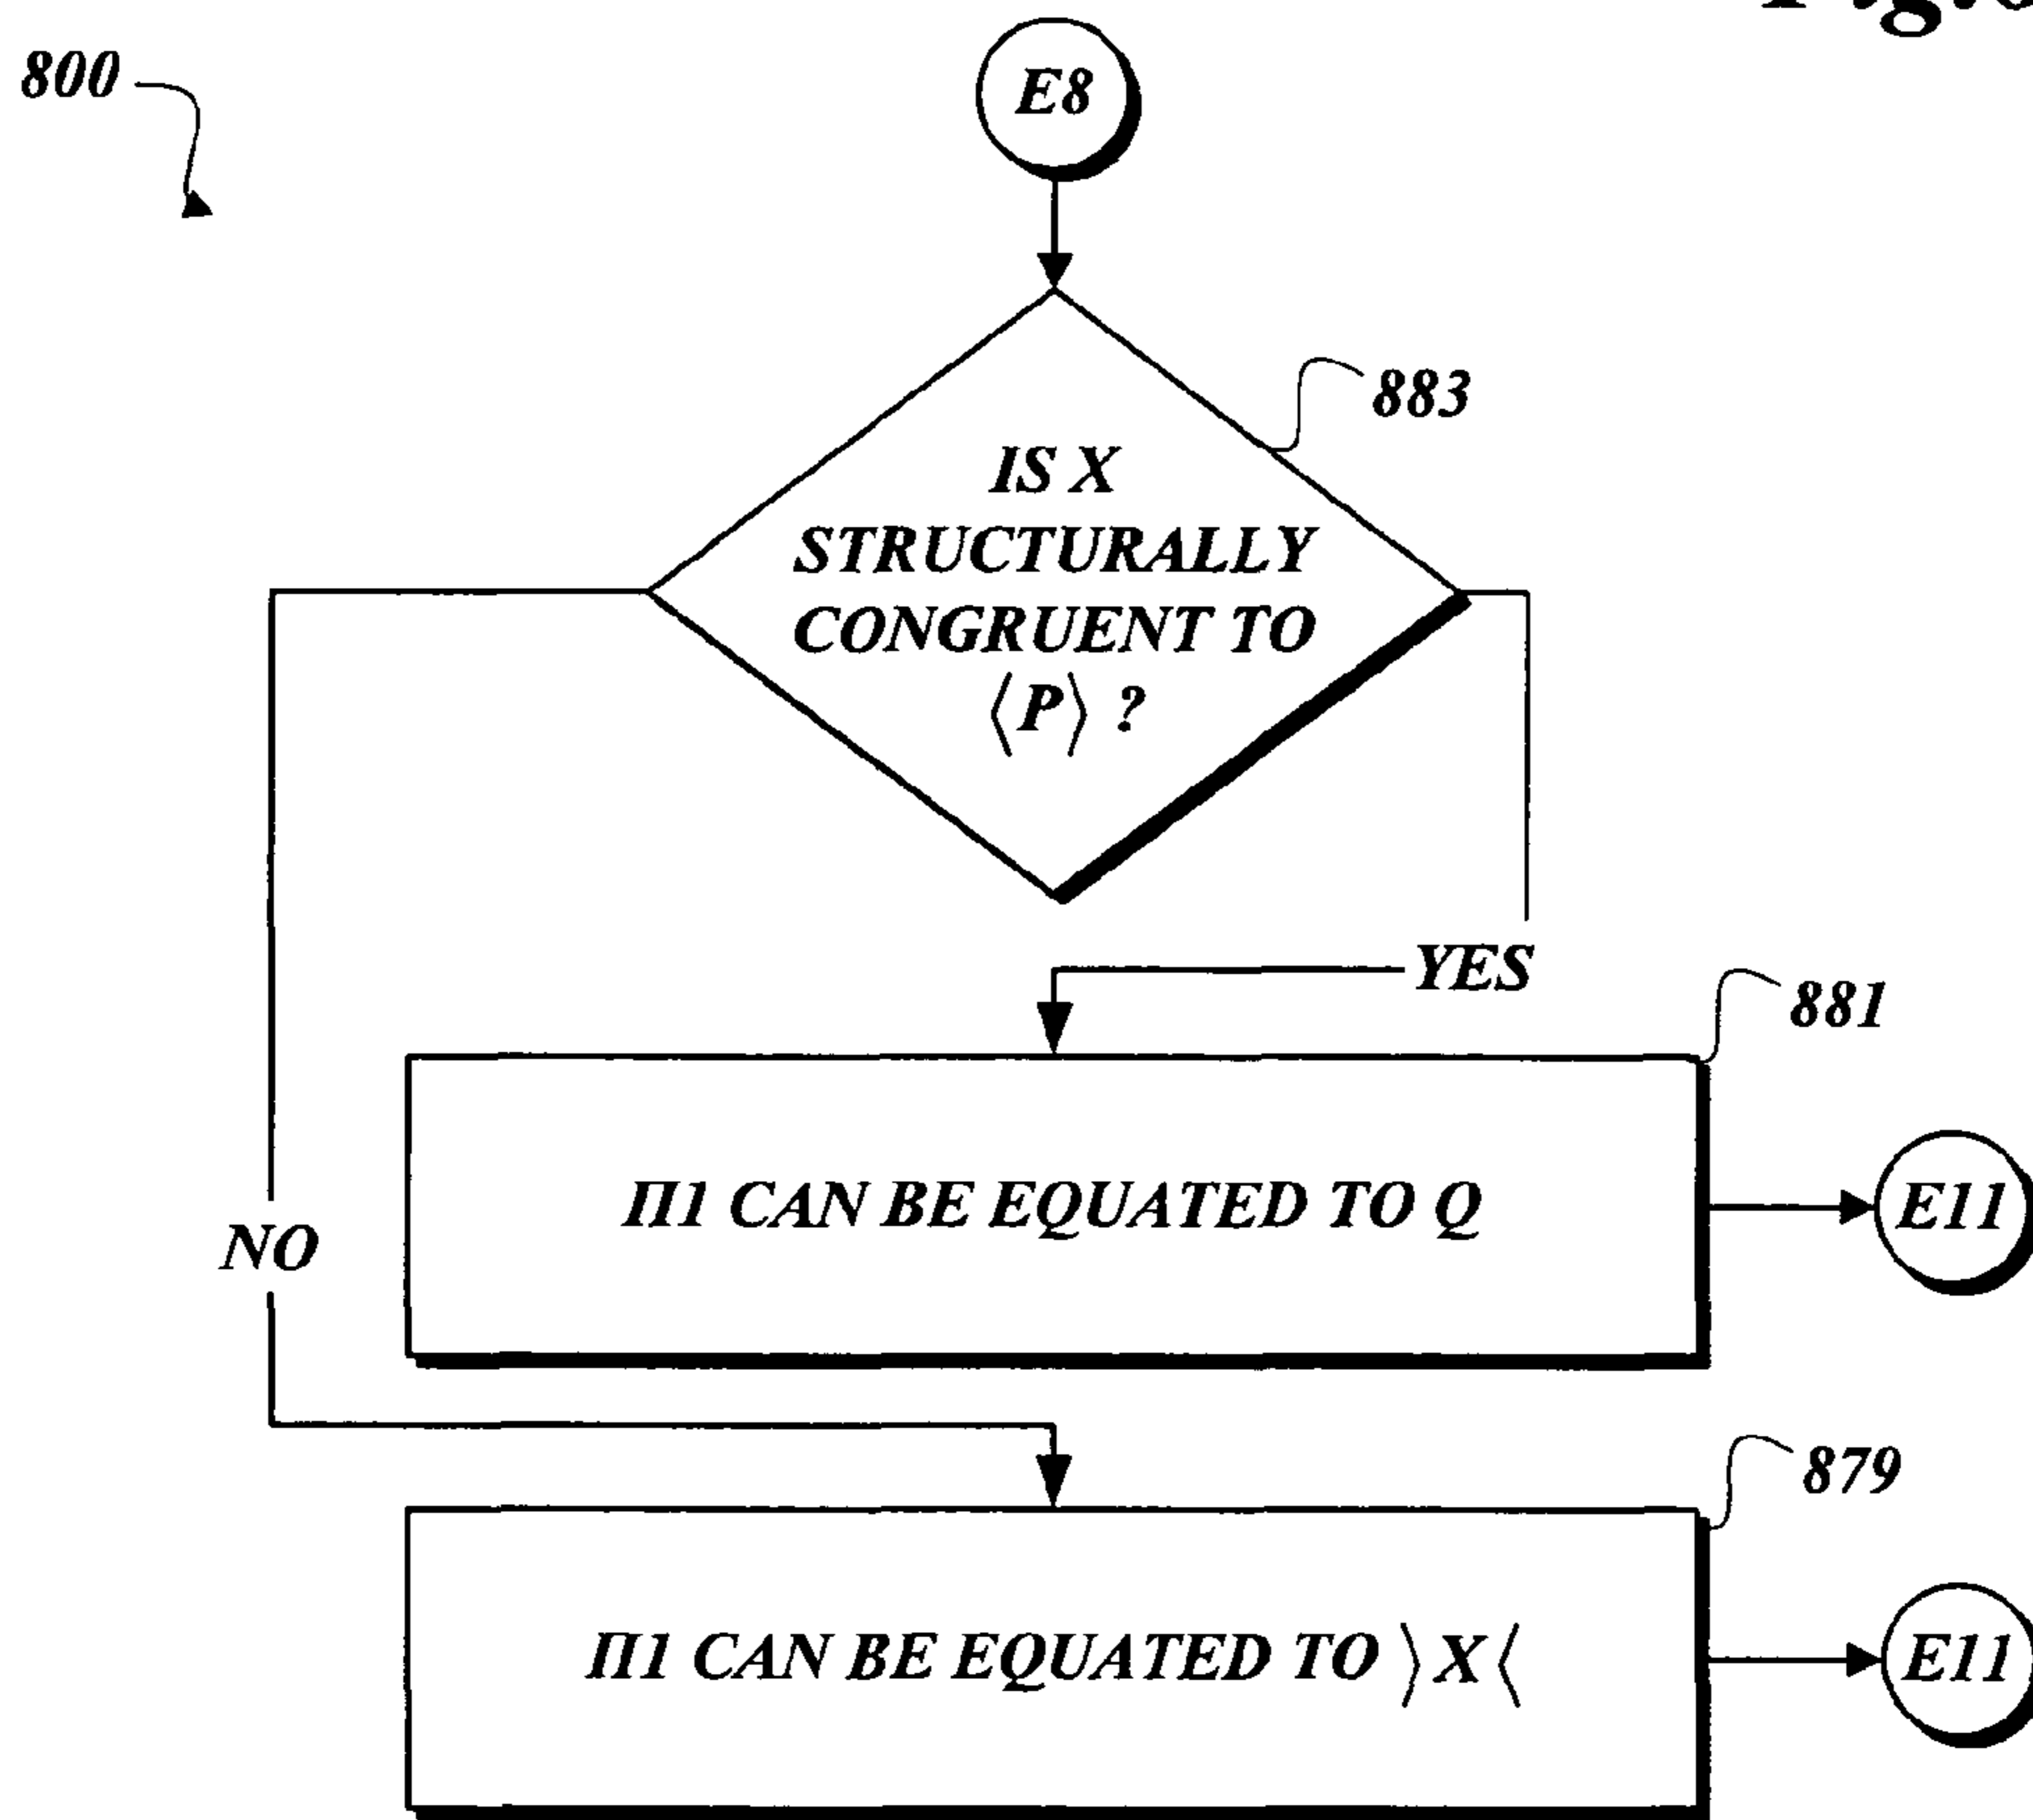 800
E8
883
IS X
STRUCTURALLY
CONGRUENT TO
⟨P⟩ ?
YES
881
Π1 CAN BE EQUATED TO Q
E11
NO
879
Π1 CAN BE EQUATED TO ⟩X⟨
E11